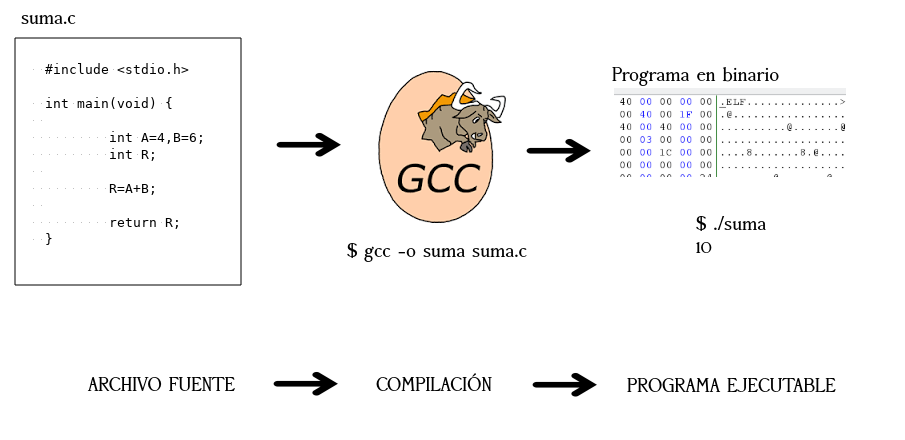 suma.c
#include <stdio.h>
int main(void) {
int A=4,B=6;
int R;
R=A+B;
return R;
}
GCC
$ gcc -o suma suma.c
Programa en binario
40 00 00 00 00 .ELF..............>
00 40 00 1F 00 .@.................
40 00 40 00 00 ..........@.......@
00 03 00 00 00 ...................
00 00 1C 00 00 ....8.......8.@....
00 00 00 00 00 ...................
$ ./suma
10
ARCHIVO FUENTE
COMPILACIÓN
PROGRAMA EJECUTABLE